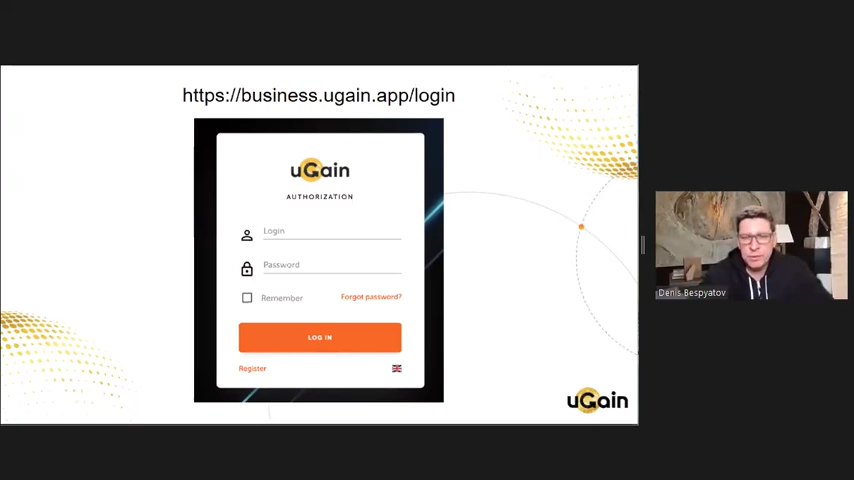 https://business.ugain.app/login
uGain
AUTHORIZATION
Login
Password
Remember
Forgot password?
LOG IN
Register
uGain
Denis Bespyatov